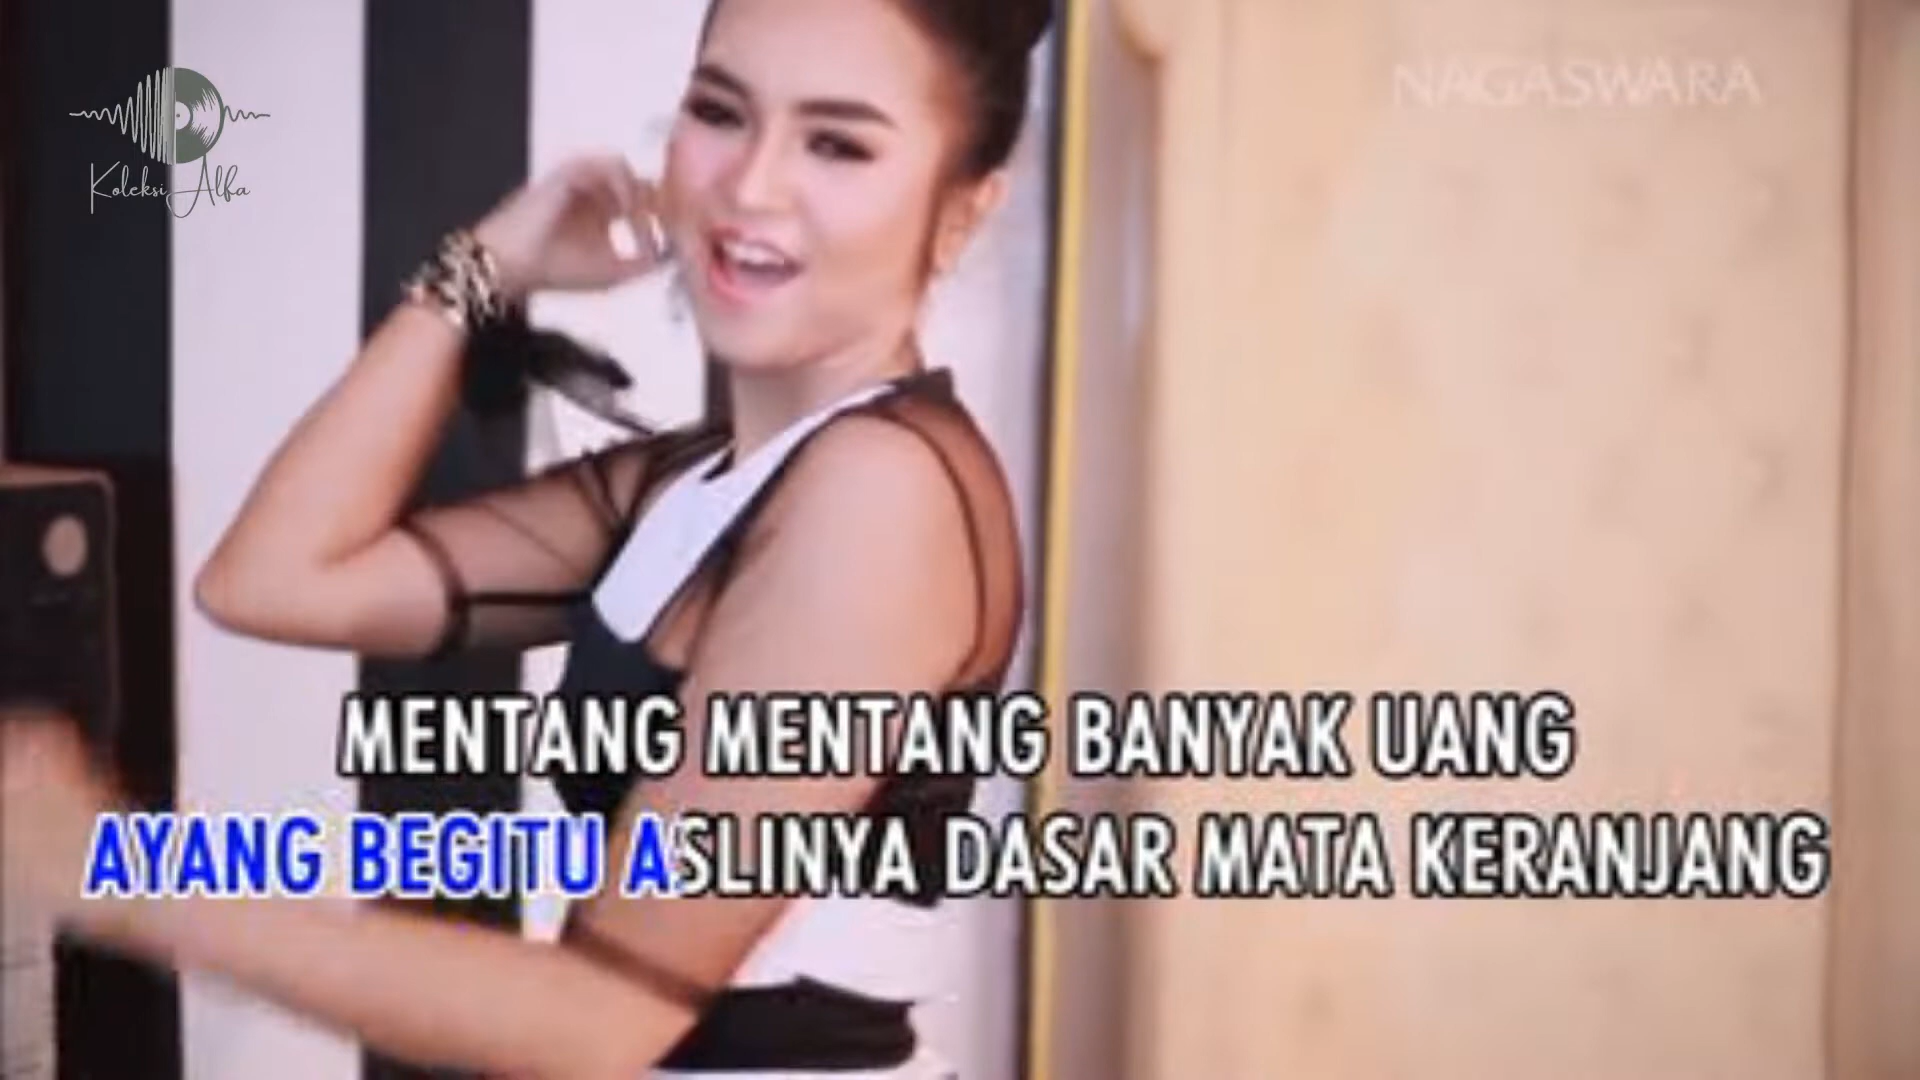 NAGASWARA
Koleksi Alfa
MENTANG MENTANG BANYAK UANG
AYANG BEGITU ASLINYA DASAR MATA KERANJANG